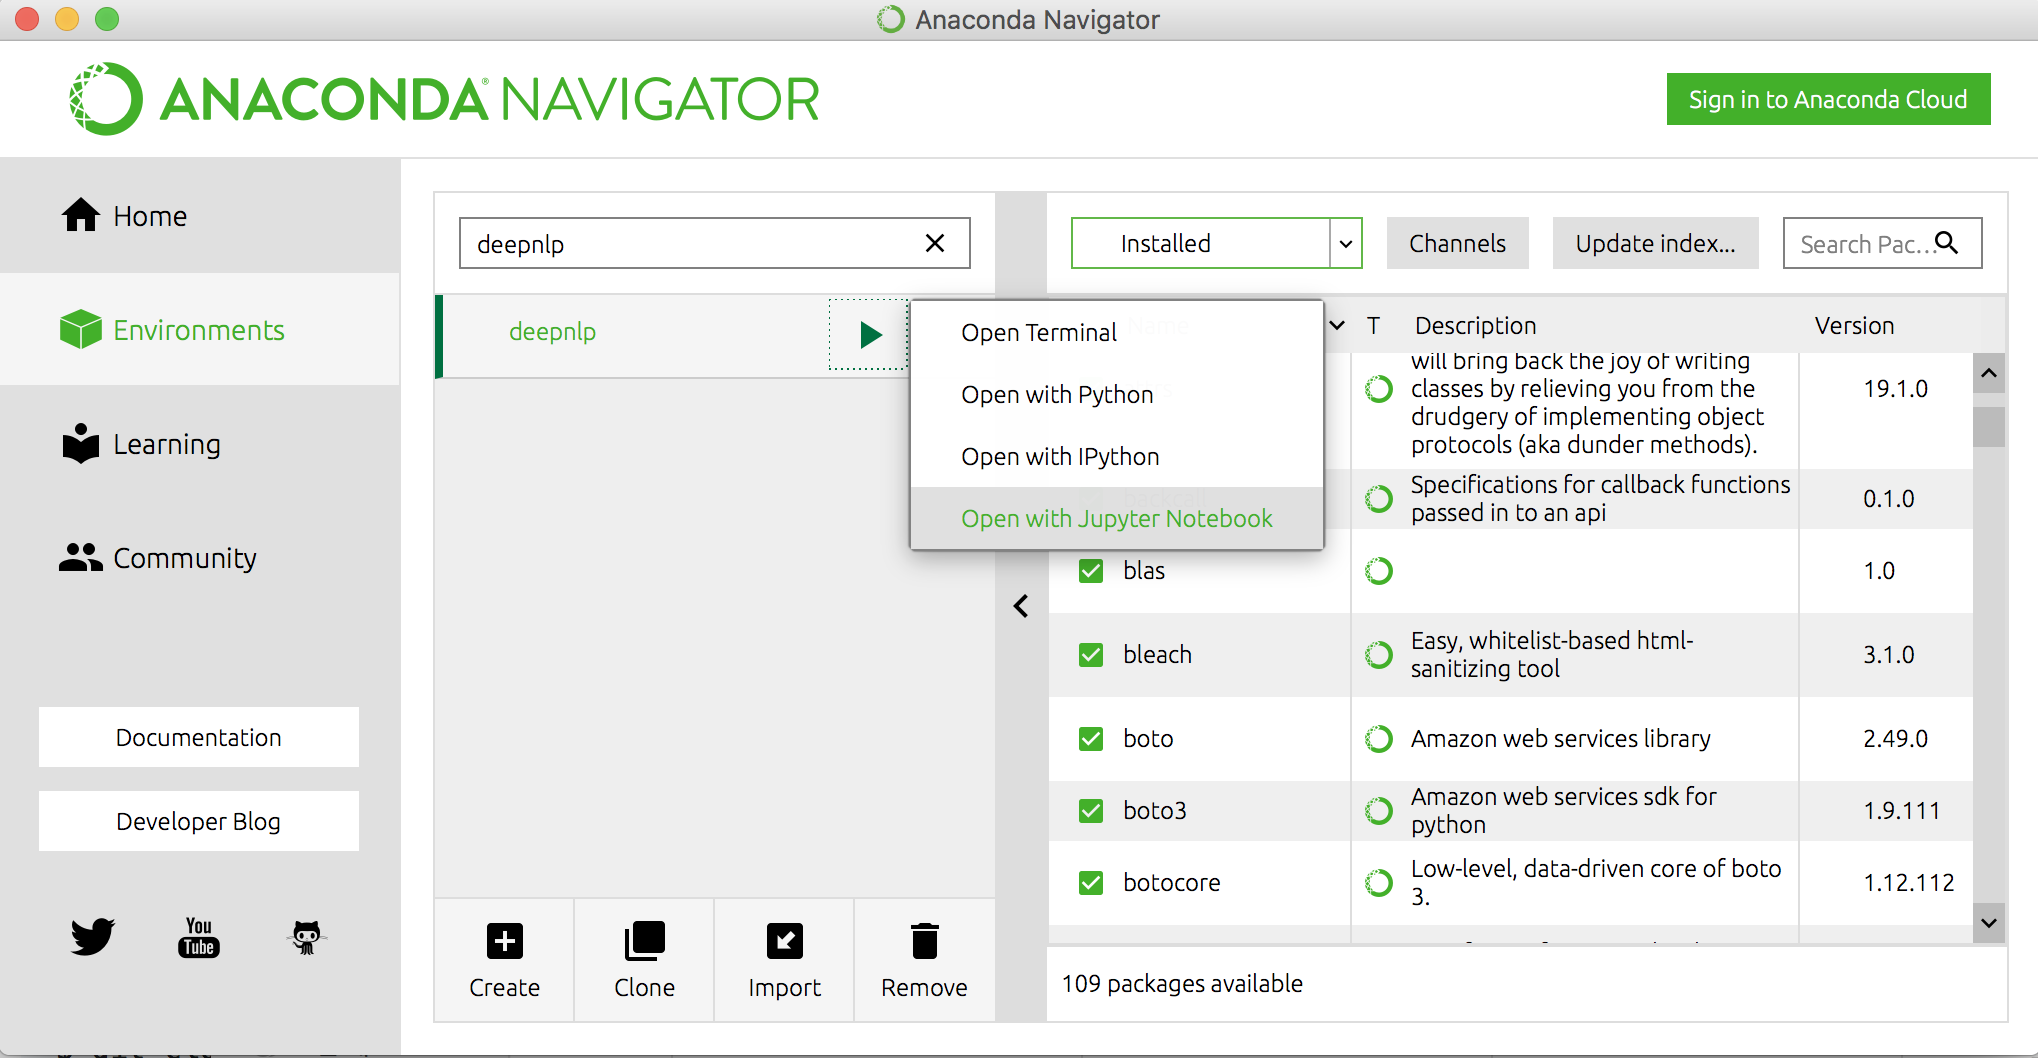 Anaconda Navigator
ANACONDA® NAVIGATOR
Sign in to Anaconda Cloud
Home
Environments
Learning
Community
Documentation
Developer Blog
You
Tube
deepnlp
deepnlp
Create
Clone
Import
Remove
Open Terminal
Open with Python
Open with IPython
Open with Jupyter Notebook
Installed
Channels
Update index...
Search Pac...
Name
T
Description
Version
will bring back the joy of writing
classes by relieving you from the
drudgery of implementing object
protocols (aka dunder methods).
19.1.0
Specifications for callback functions
passed in to an api
0.1.0
blas
1.0
bleach
Easy, whitelist-based html-
sanitizing tool
3.1.0
boto
Amazon web services library
2.49.0
boto3
Amazon web services sdk for
python
1.9.111
botocore
Low-level, data-driven core of boto
3.
1.12.112
109 packages available